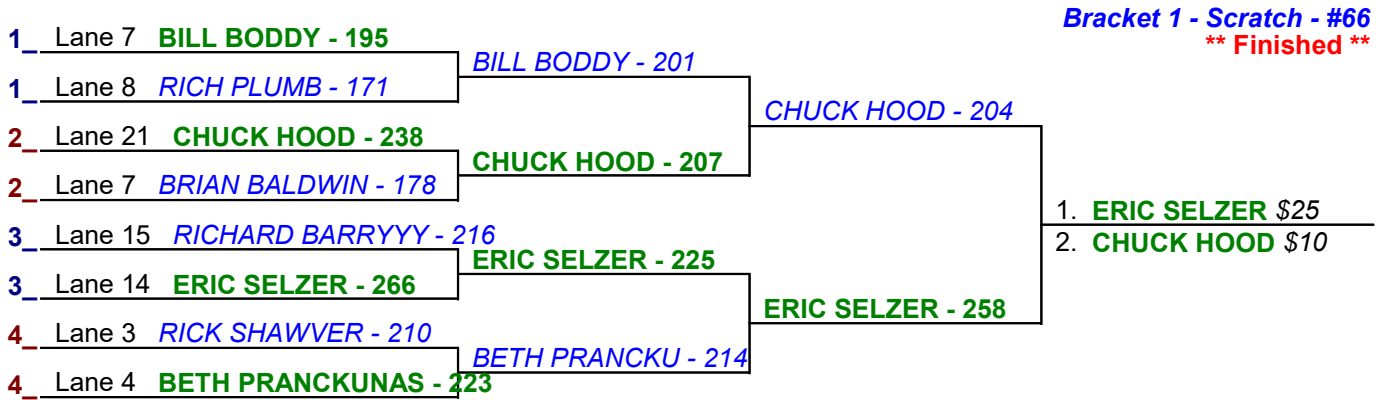 Bracket 1 - Scratch - #66
** Finished **
1_ Lane 7 BILL BODDY - 195
1_ Lane 8 RICH PLUMB - 171
2_ Lane 21 CHUCK HOOD - 238
2_ Lane 7 BRIAN BALDWIN - 178
3_ Lane 15 RICHARD BARRYYY - 216
3_ Lane 14 ERIC SELZER - 266
4_ Lane 3 RICK SHAWVER - 210
4_ Lane 4 BETH PRANCKUNAS - 223
BILL BODDY - 201
CHUCK HOOD - 207
ERIC SELZER - 225
BETH PRANCKU - 214
CHUCK HOOD - 204
ERIC SELZER - 258
1. ERIC SELZER $25
2. CHUCK HOOD $10